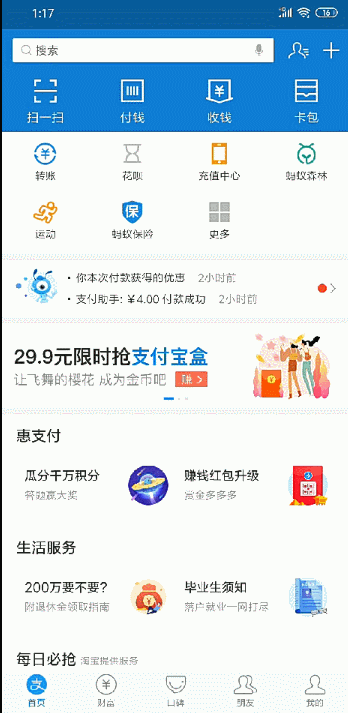 1:17
16
搜索
扫一扫 付钱 收钱 卡包
转账 花呗 充值中心 蚂蚁森林
运动 蚂蚁保险 更多
你本次付款获得的优惠 2小时前
支付助手: ¥4.00 付款成功 2小时前
29.9元限时抢支付宝盒
让飞舞的樱花 成为金币吧 赚 >
惠支付
瓜分千万积分 赚钱红包升级
答题赢大奖 赏金多多多
生活服务
200万要不要? 毕业生须知
附退休金领取指南 落户就业一网打尽
每日必抢 淘宝提供服务
首页 财富 口碑 朋友 我的